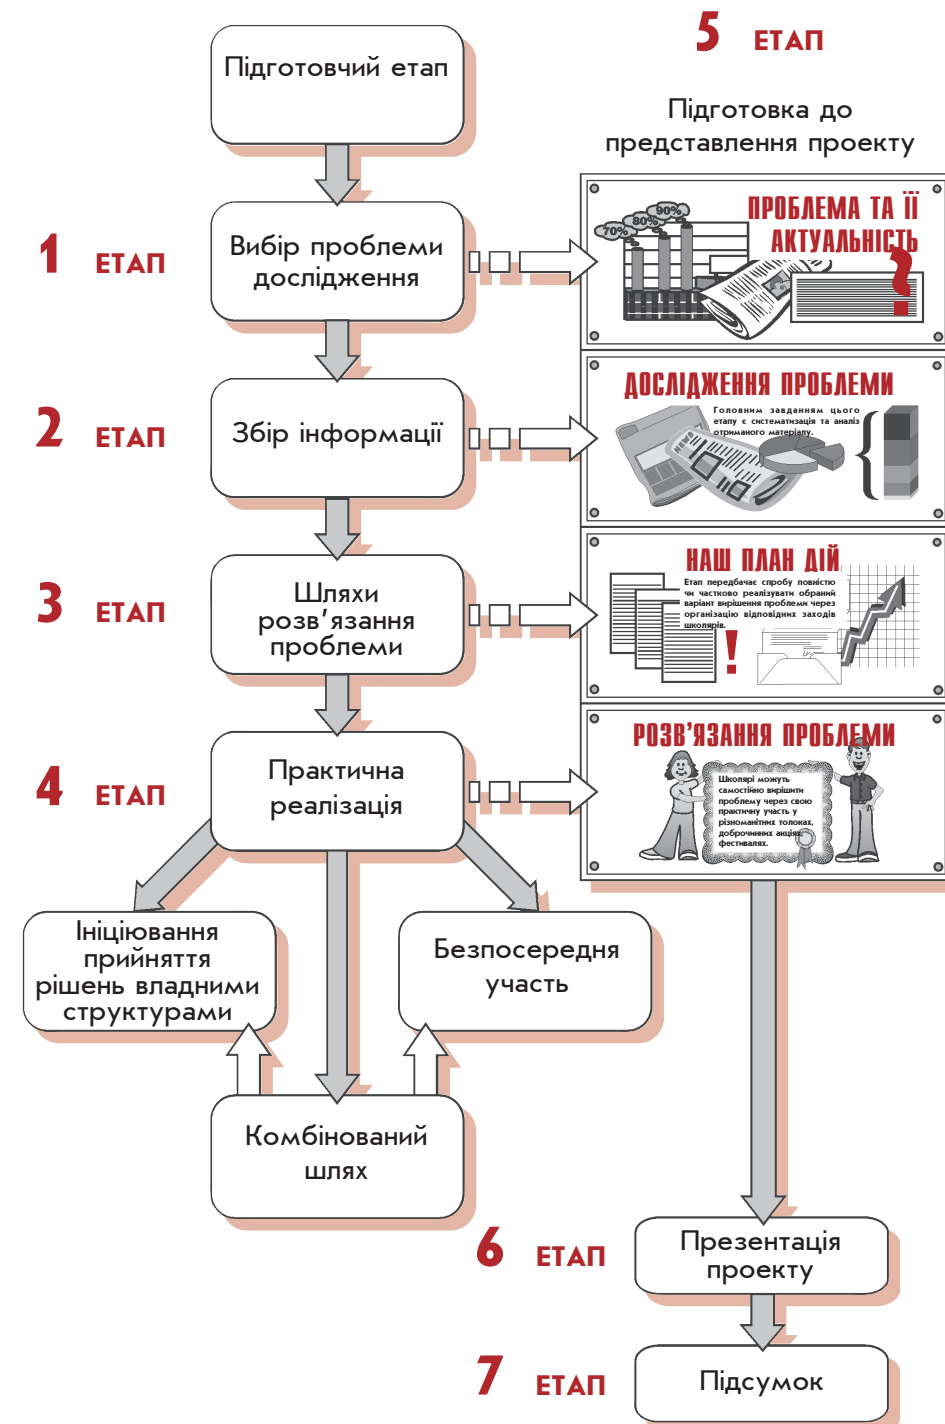 Підготовчий етап
1 ЕТАП
Вибір проблеми
дослідження
2 ЕТАП
Збір інформації
3 ЕТАП
Шляхи
розв'язання
проблеми
4 ЕТАП
Практична
реалізація
Ініціювання
прийняття
рішень владними
структурами
Безпосередня
участь
Комбінований
шлях
5 ЕТАП
Підготовка до
представлення проекту
ПРОБЛЕМА ТА ЇЇ
АКТУАЛЬНІСТЬ
?
70%
80%
90%
ДОСЛІДЖЕННЯ ПРОБЛЕМИ
Головним завданням цього
етапу є систематизація та аналіз
отриманого матеріалу.
NEWS
НАШ ПЛАН ДІЙ
Етап передбачає спробу повністю
чи частково реалізувати обраний
варіант вирішення проблеми через
організацію відповідних заходів
школярів.
!
РОЗВ'ЯЗАННЯ ПРОБЛЕМИ
Школярі можуть
самостійно вирішити
проблему через свою
практичну участь у
різноманітних толоках,
доброчинних акціях,
фестивалях.
6 ЕТАП
Презентація
проекту
7 ЕТАП
Підсумок